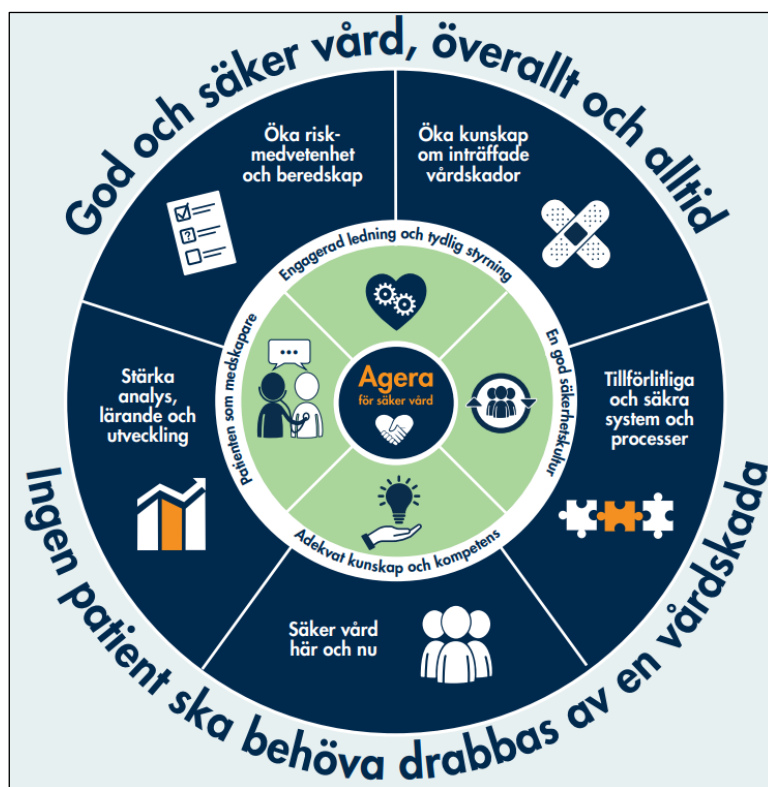 God och säker vård, överallt och alltid
Öka risk-
medvetenhet
och beredskap
Öka kunskap
om inträffade
vårdskador
Engagerad ledning och tydlig styrning
Patienten som medskapare
En god säkerhetskultur
Stärka
analys,
lärande och
utveckling
Agera
för säker vård
Tillförlitliga
och säkra
system och
processer
Adekvat kunskap och kompetens
Säker vård
här och nu
Ingen patient ska behöva drabbas av en vårdskada